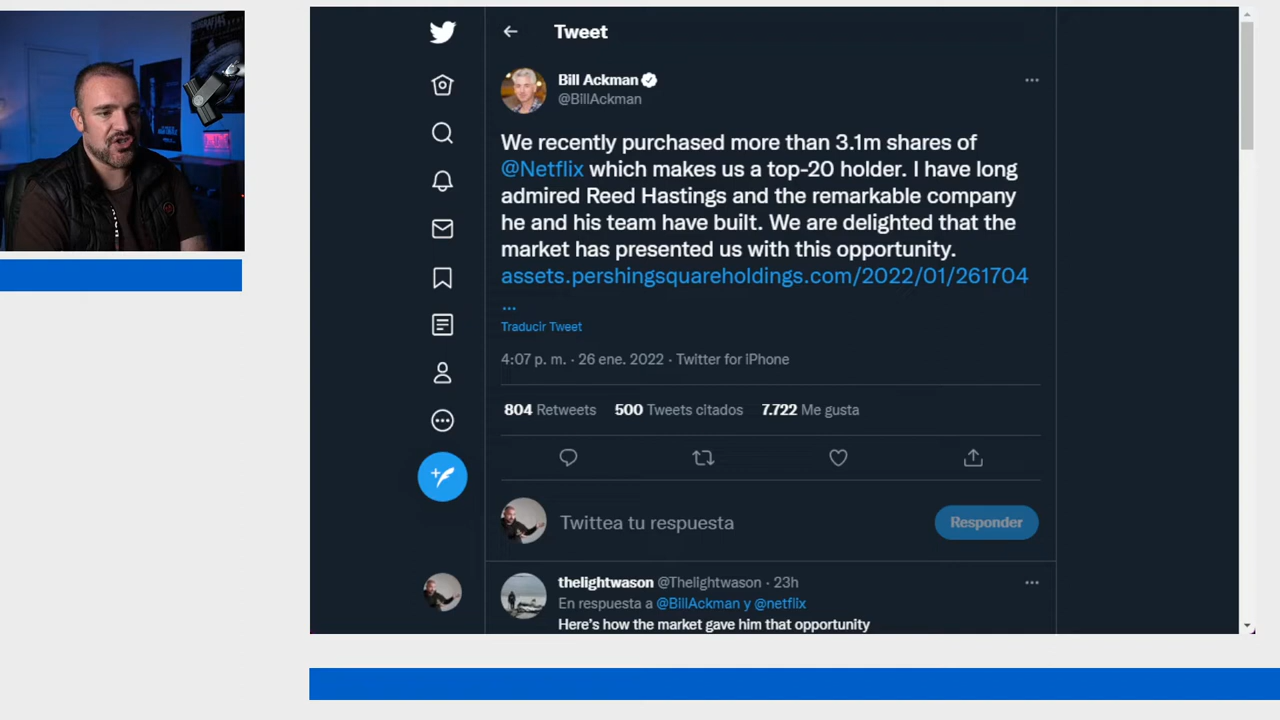 Tweet
Bill Ackman
@BillAckman
We recently purchased more than 3.1m shares of
@Netflix which makes us a top-20 holder. I have long
admired Reed Hastings and the remarkable company
he and his team have built. We are delighted that the
market has presented us with this opportunity.
assets.pershingsquareholdings.com/2022/01/261704
...
Traducir Tweet
4:07 p. m. · 26 ene. 2022 · Twitter for iPhone
804 Retweets 500 Tweets citados 7.722 Me gusta
Twittea tu respuesta
Responder
thelightwason @Thelightwason · 23h
En respuesta a @BillAckman y @netflix
Here's how the market gave him that opportunity